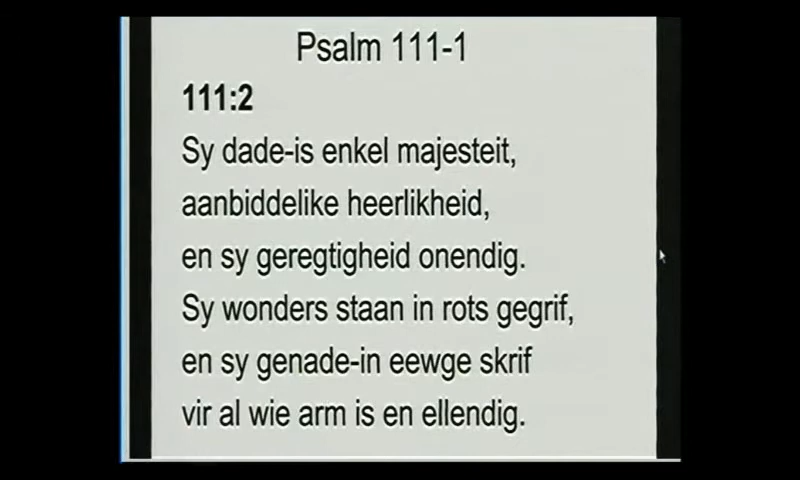 Psalm 111-1
111:2
Sy dade-is enkel majesteit,
aanbiddelike heerlikheid,
en sy geregtigheid onendig.
Sy wonders staan in rots gegrif,
en sy genade-in eewge skrif
vir al wie arm is en ellendig.